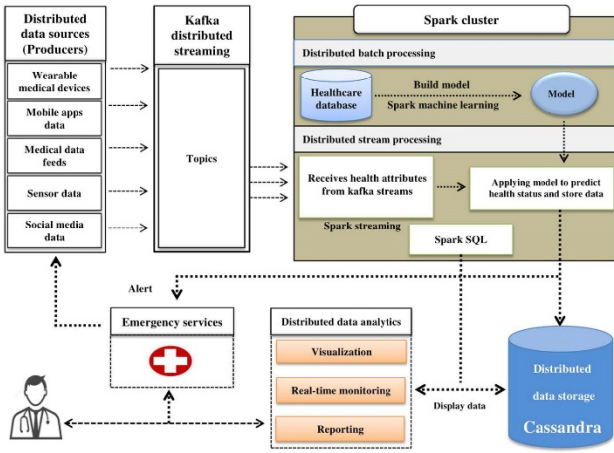 Distributed
data sources
(Producers)
Wearable
medical devices
Mobile apps
data
Medical data
feeds
Sensor data
Social media
data
Kafka
distributed
streaming
Topics
Spark cluster
Distributed batch processing
Healthcare
database
Build model
Spark machine learning
Model
Distributed stream processing
Receives health attributes
from kafka streams
Applying model to predict
health status and store data
Spark streaming
Spark SQL
Alert
Emergency services
Distributed data analytics
Visualization
Real-time monitoring
Reporting
Display data
Distributed
data storage
Cassandra